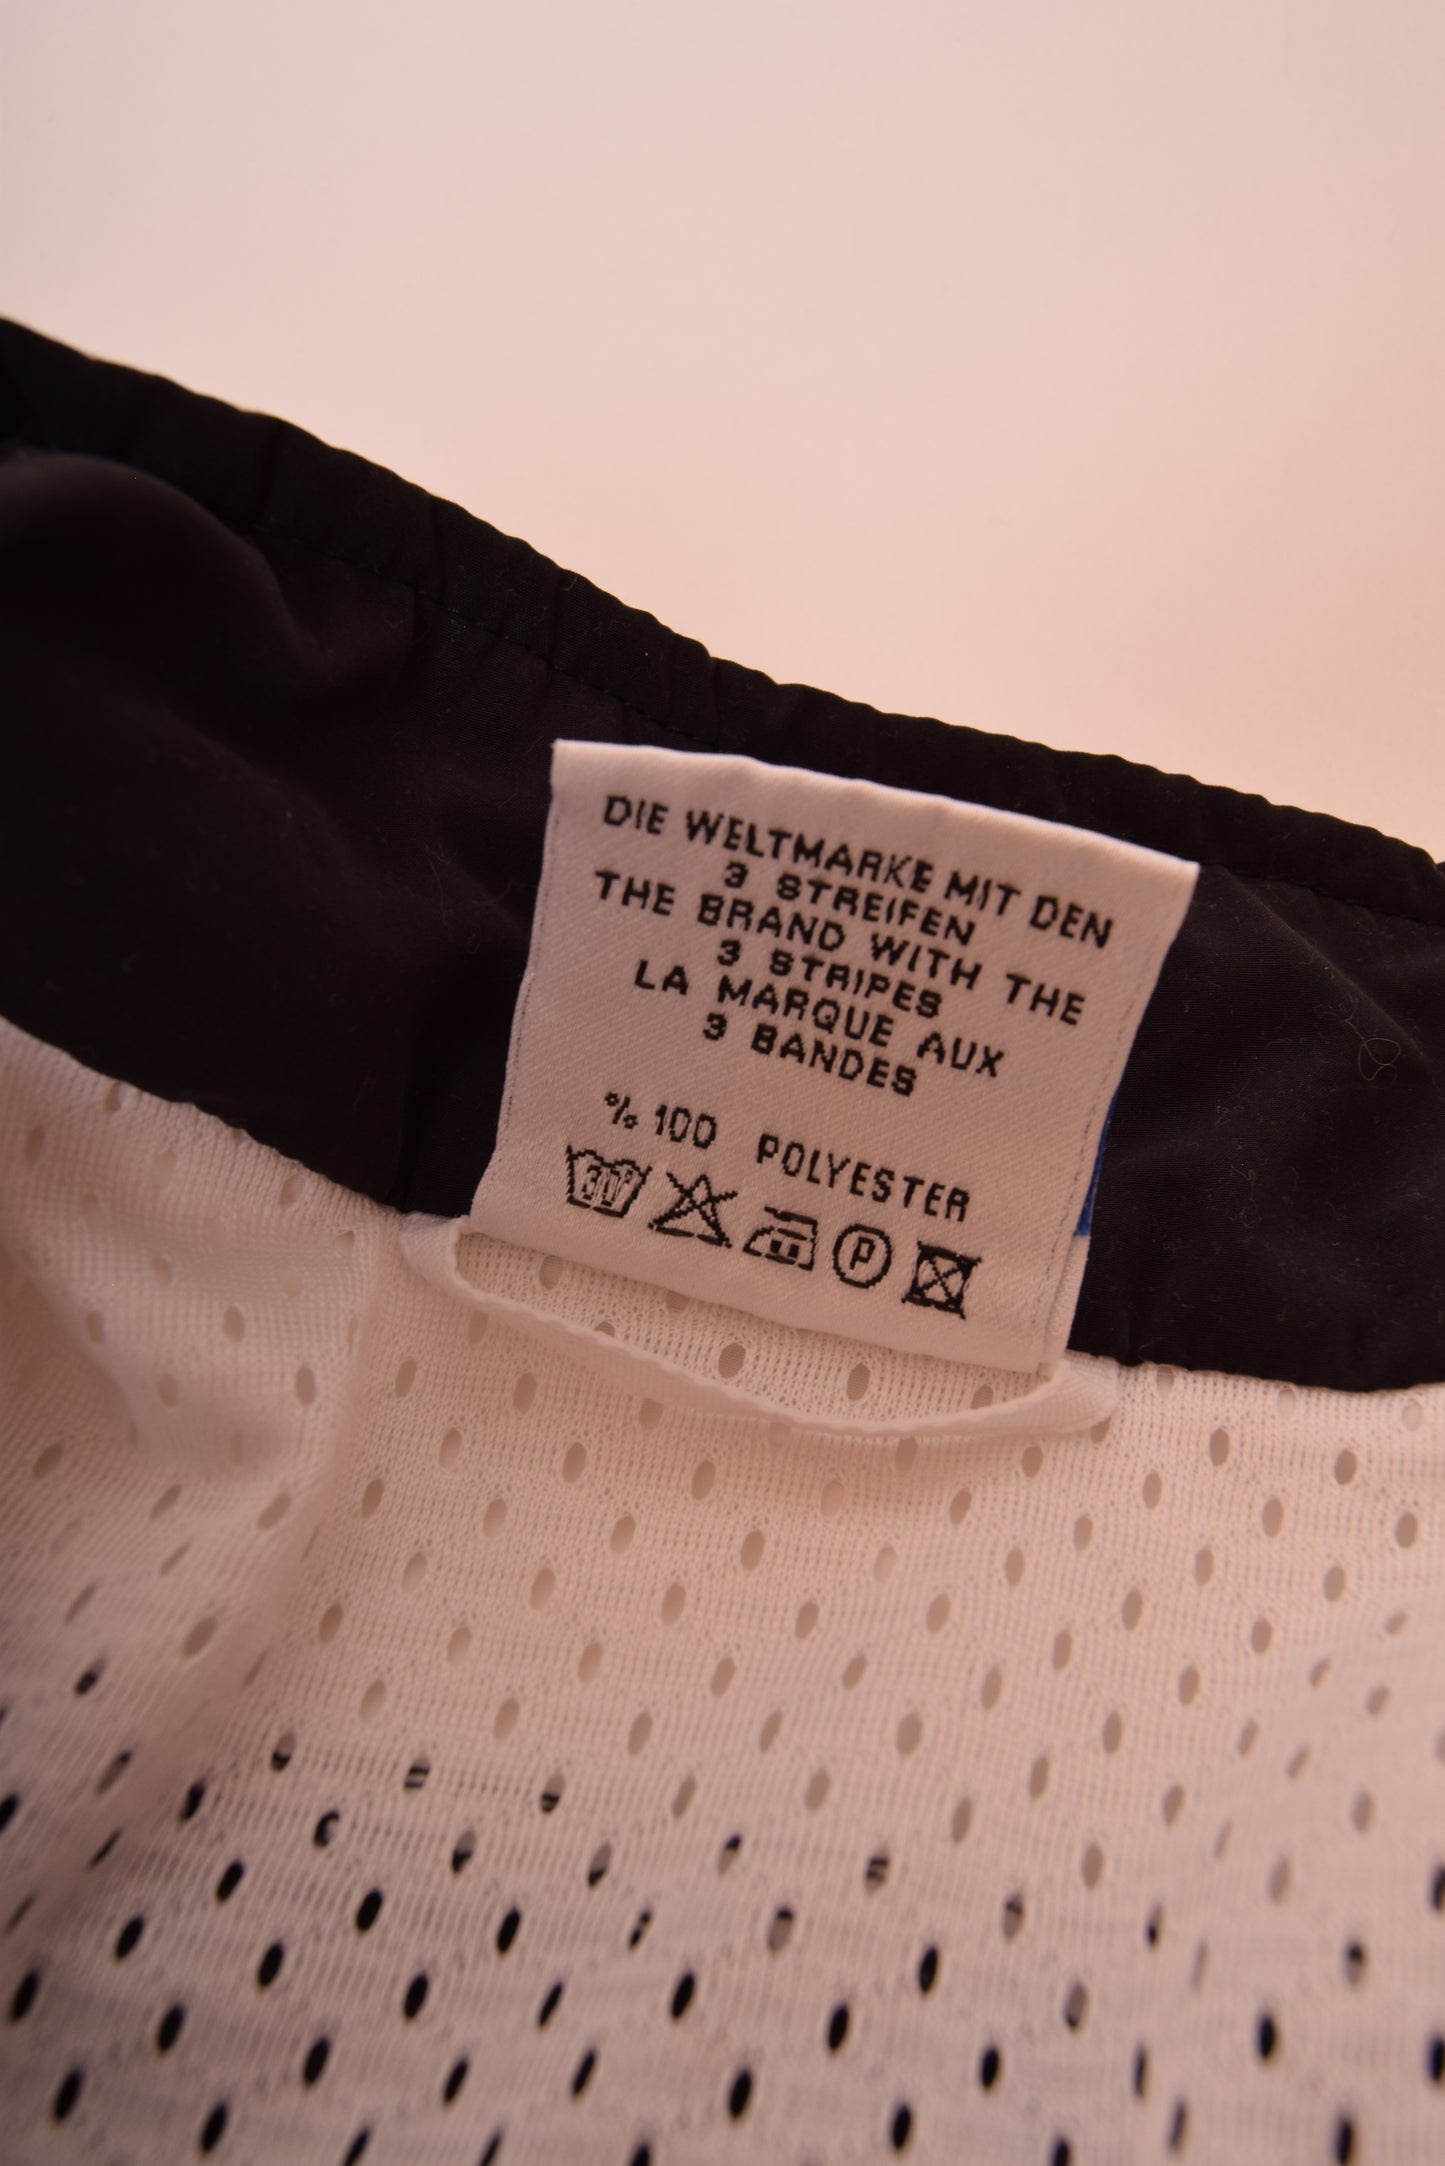 DIE WELTMARKE MIT DEN
3 STREIFEN
THE BRAND WITH THE
3 STRIPES
LA MARQUE AUX
3 BANDES
% 100 POLYESTER
30°
P